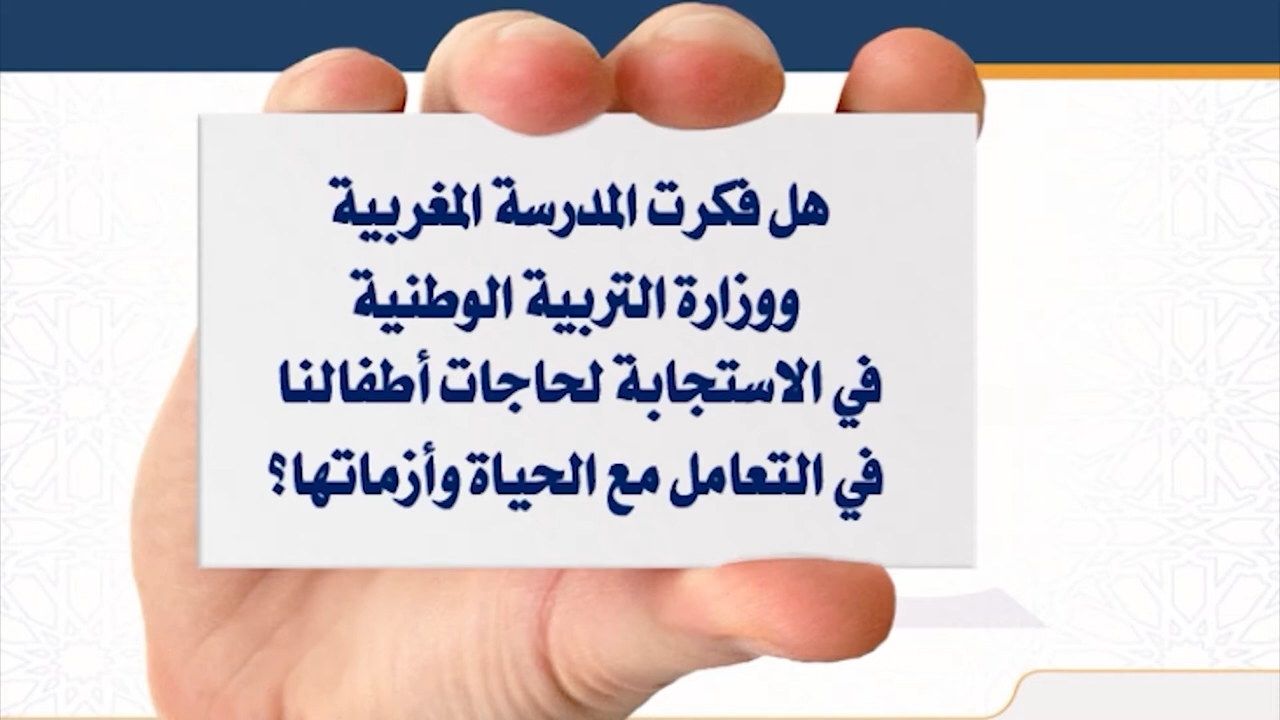 هل فكرت المدرسة المغربية
ووزارة التربية الوطنية
في الاستجابة لحاجات أطفالنا
في التعامل مع الحياة وأزماتها؟